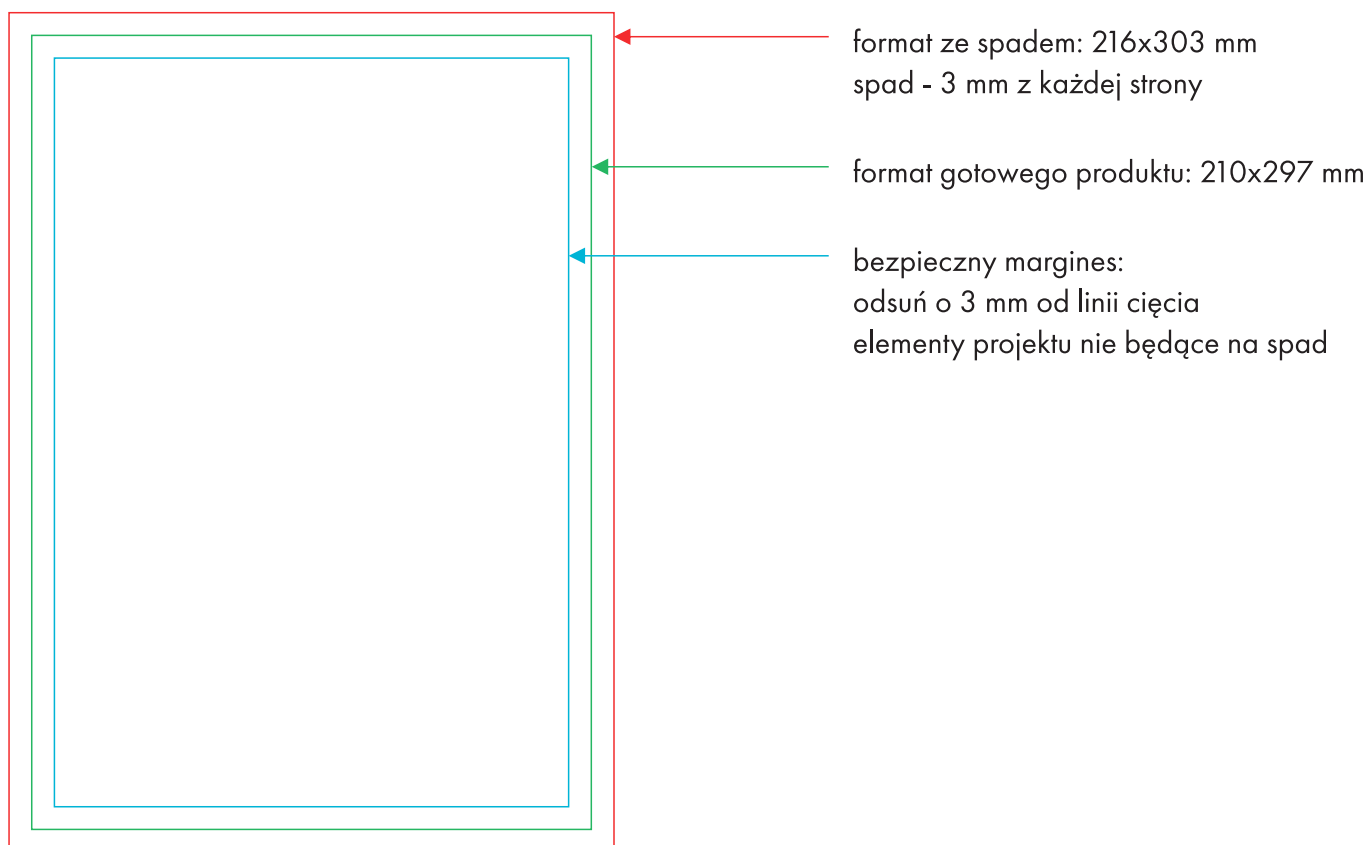 format ze spadem: 216x303 mm
spad - 3 mm z każdej strony
format gotowego produktu: 210x297 mm
bezpieczny margines:
odsuń o 3 mm od linii cięcia
elementy projektu nie będące na spad